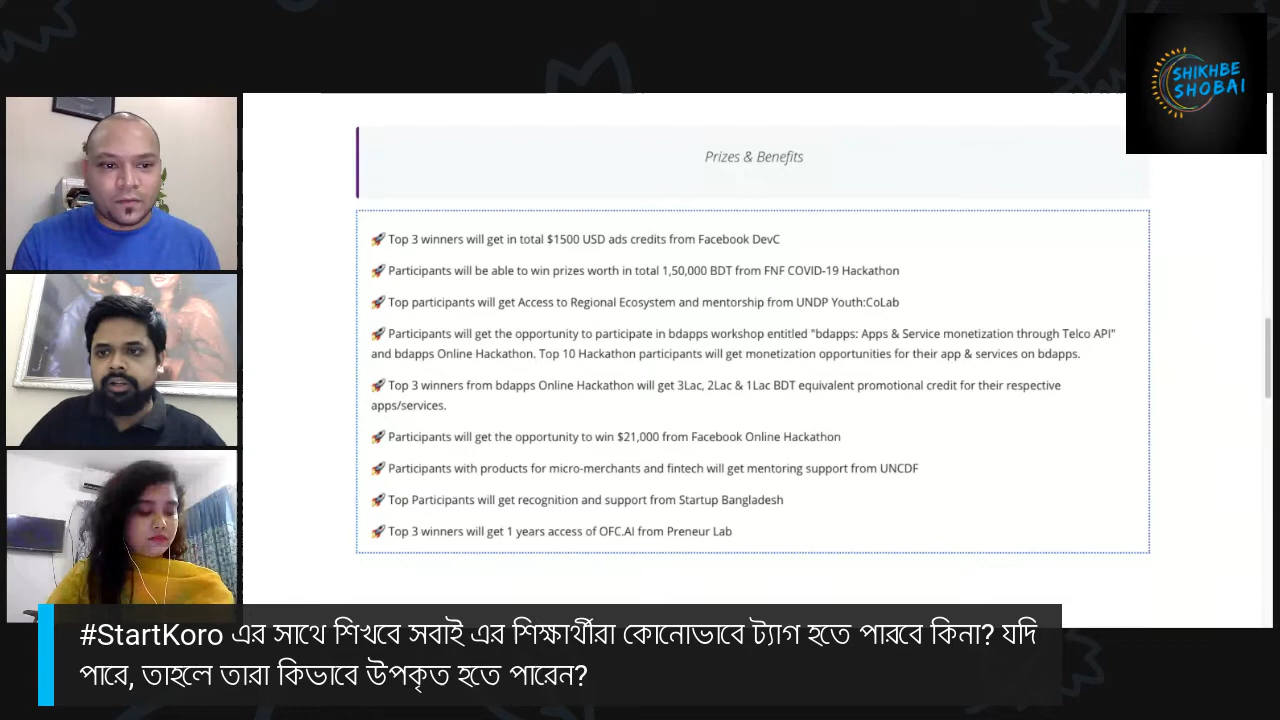 SHIKHBE
SHOBAI
Prizes & Benefits
🚀 Top 3 winners will get in total $1500 USD ads credits from Facebook DevC
🚀 Participants will be able to win prizes worth in total 1,50,000 BDT from FNF COVID-19 Hackathon
🚀 Top participants will get Access to Regional Ecosystem and mentorship from UNDP Youth:CoLab
🚀 Participants will get the opportunity to participate in bdapps workshop entitled "bdapps: Apps & Service monetization through Telco API"
and bdapps Online Hackathon. Top 10 Hackathon participants will get monetization opportunities for their app & services on bdapps.
🚀 Top 3 winners from bdapps Online Hackathon will get 3Lac, 2Lac & 1Lac BDT equivalent promotional credit for their respective
apps/services.
🚀 Participants will get the opportunity to win $21,000 from Facebook Online Hackathon
🚀 Participants with products for micro-merchants and fintech will get mentoring support from UNCDF
🚀 Top Participants will get recognition and support from Startup Bangladesh
🚀 Top 3 winners will get 1 years access of OFC.AI from Preneur Lab
#StartKoro এর সাথে শিখবে সবাই এর শিক্ষার্থীরা কোনোভাবে ট্যাগ হতে পারবে কিনা? যদি
পারে, তাহলে তারা কিভাবে উপকৃত হতে পারেন?